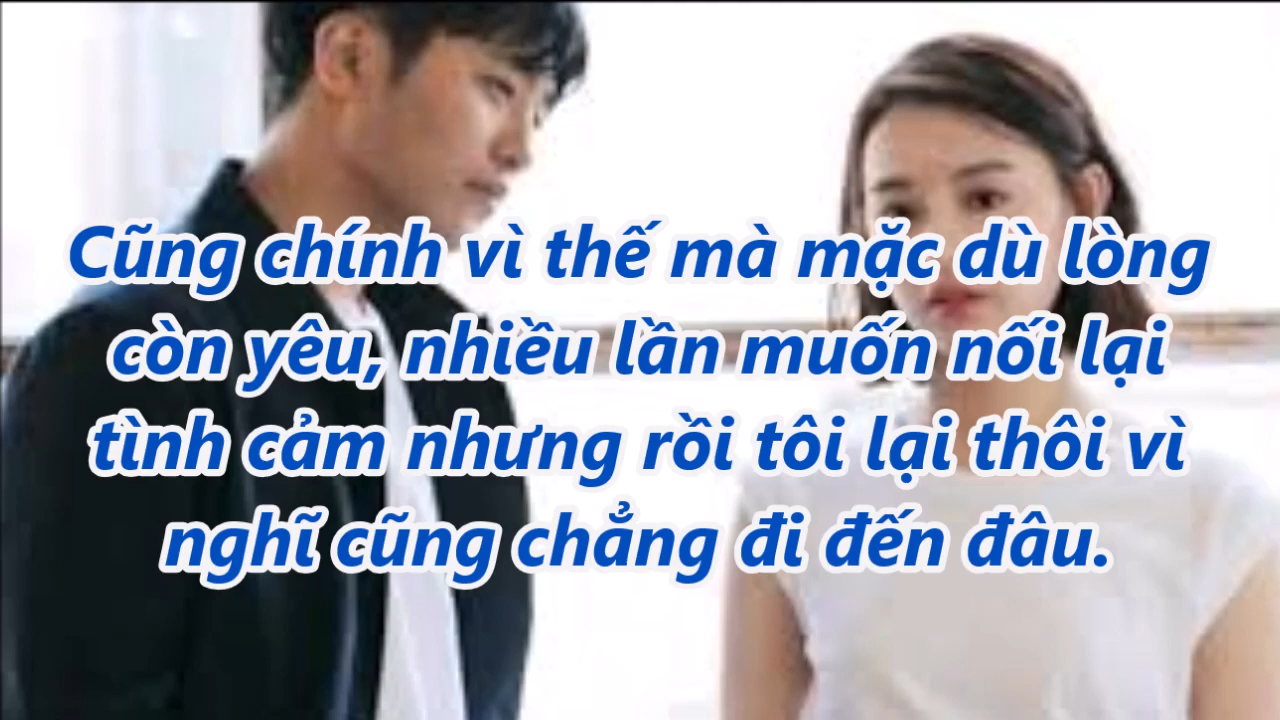 Cũng chính vì thế mà mặc dù lòng
còn yêu, nhiều lần muốn nối lại
tình cảm nhưng rồi tôi lại thôi vì
nghĩ cũng chẳng đi đến đâu.